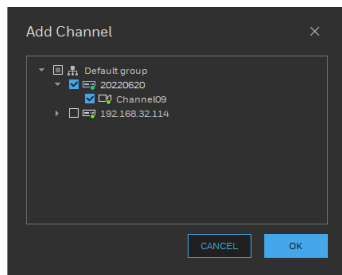 Add Channel
Default group
20220620
Channel09
192.168.32.114
CANCEL
OK